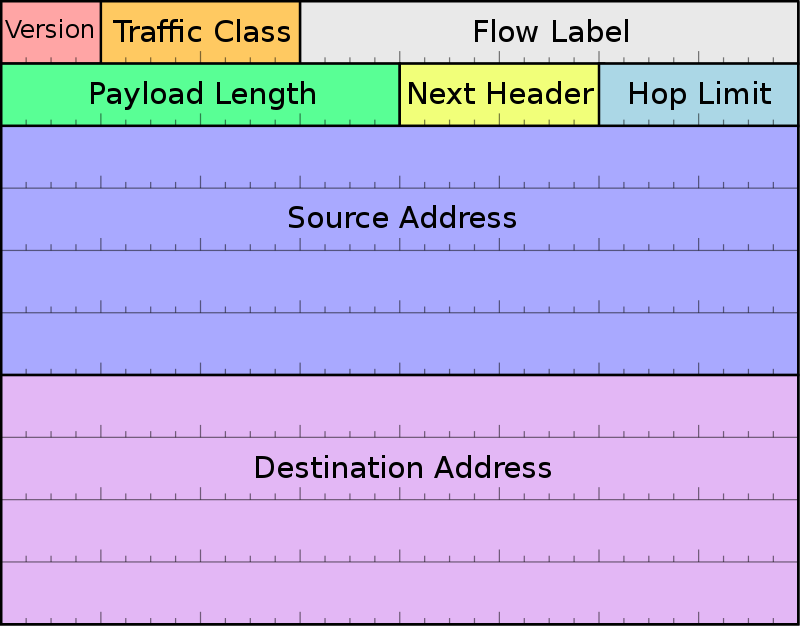 Version
Traffic Class
Flow Label
Payload Length
Next Header
Hop Limit
Source Address
Destination Address